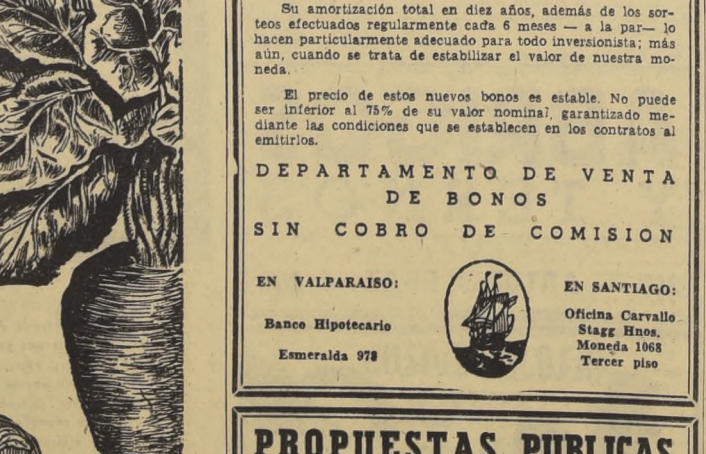 Su amortización total en diez años, además de los sor-
teos efectuados regularmente cada 6 meses — a la par— lo
hacen particularmente adecuado para todo inversionista; más
aún, cuando se trata de estabilizar el valor de nuestra mo-
neda.
El precio de estos nuevos bonos es estable. No puede
ser inferior al 75% de su valor nominal, garantizado me-
diante las condiciones que se establecen en los contratos al
emitirlos.
DEPARTAMENTO DE VENTA
DE BONOS
SIN COBRO DE COMISION
EN VALPARAISO:
Banco Hipotecario
Esmeralda 978
EN SANTIAGO:
Oficina Carvallo
Stagg Hnos.
Moneda 1068
Tercer piso
PROPUESTAS PUBLICAS